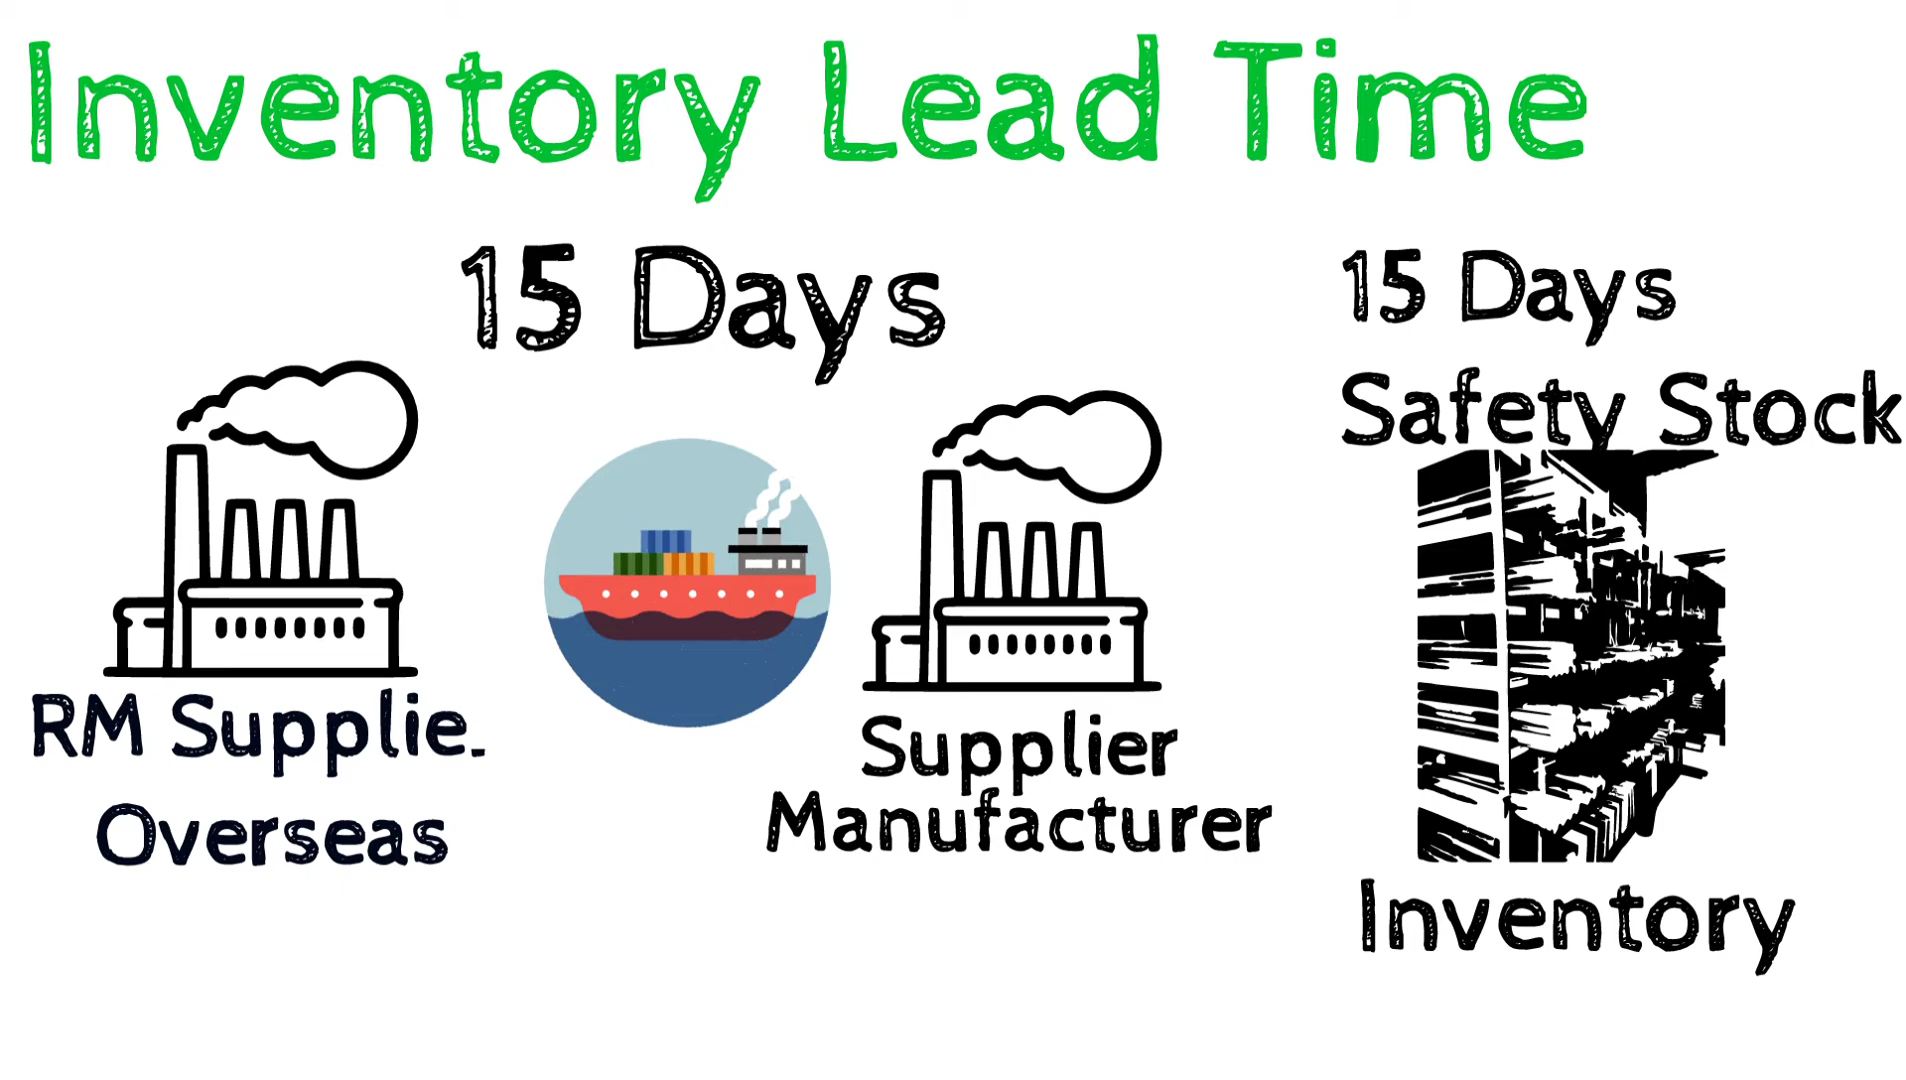 Inventory Lead Time
15 Days
15 Days
Safety Stock
RM Supplie.
Overseas
Supplier
Manufacturer
Inventory